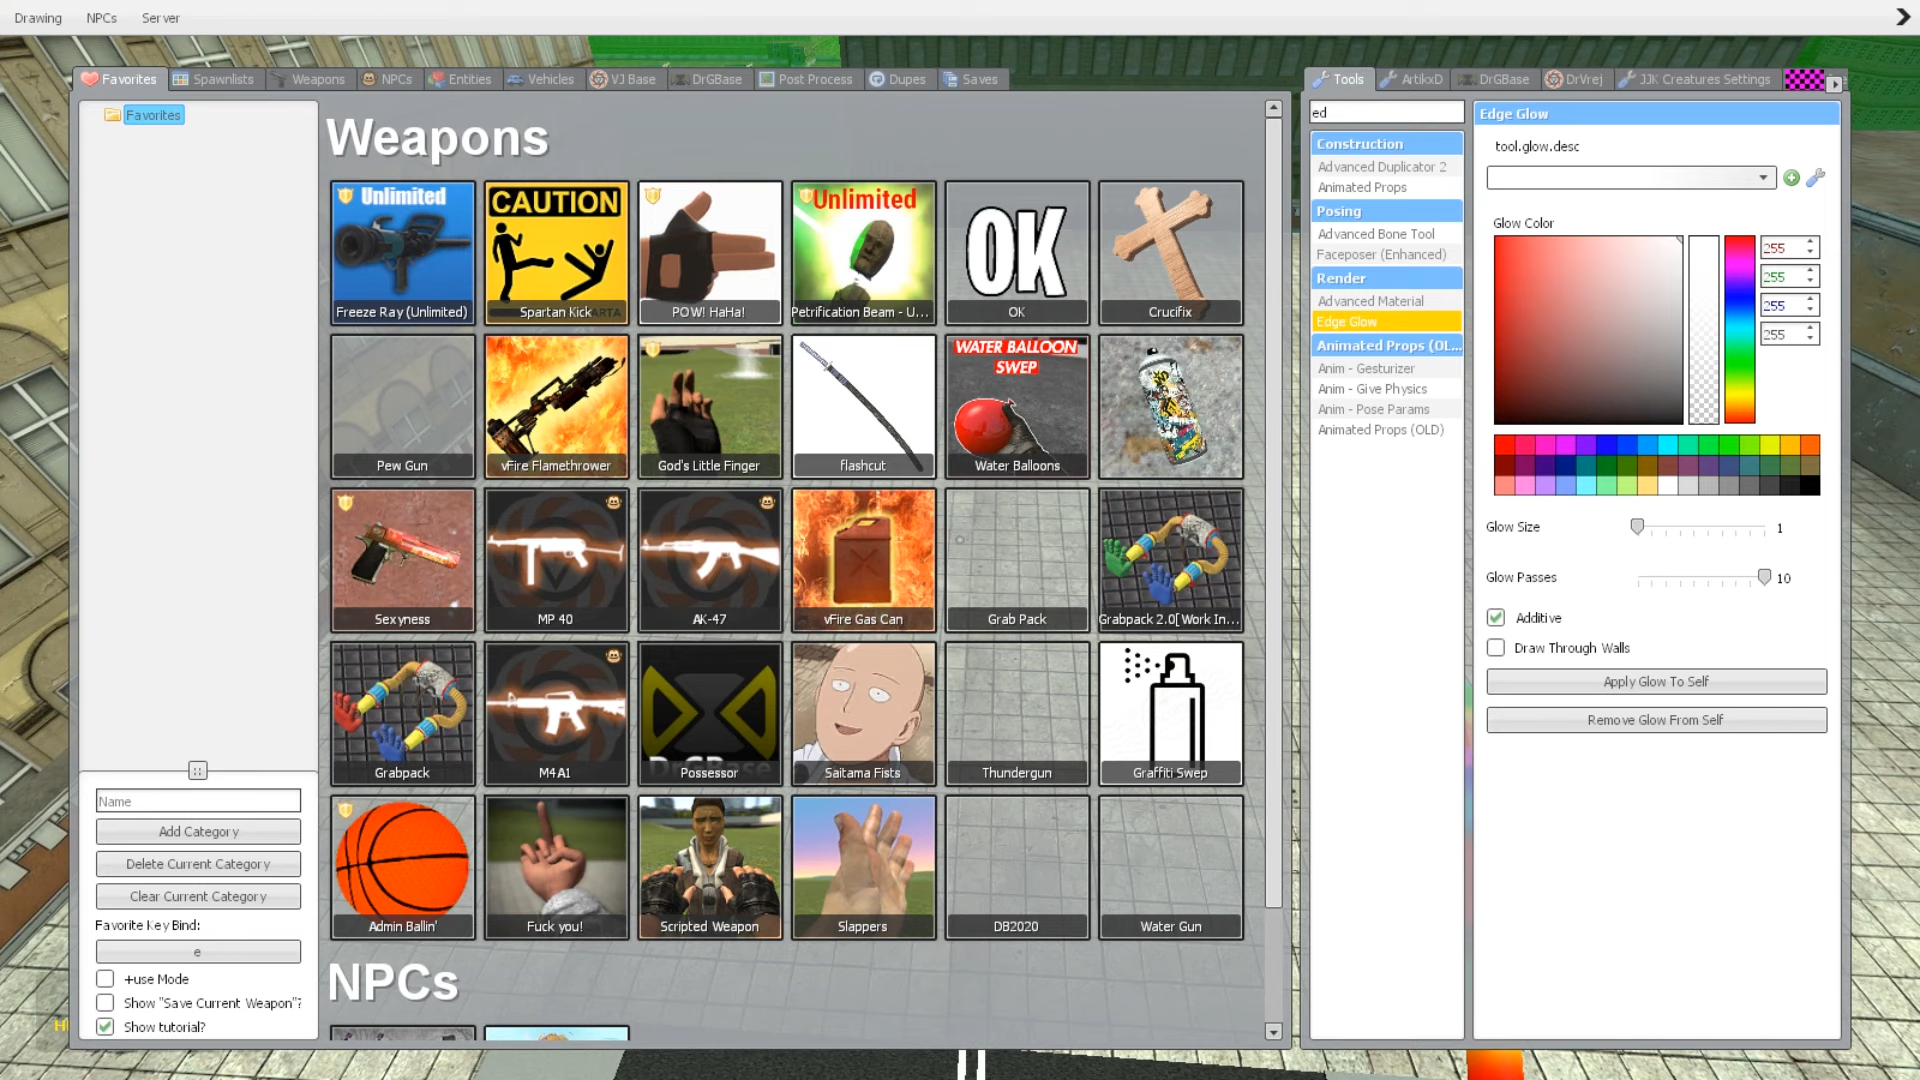 Drawing NPCs Server
Favorites Spawnlists Weapons NPCs Entities Vehicles VJ Base DrGBase Post Process Dupes Saves
Tools ArtikxD DrGBase DrVrej JJK Creatures Settings
Favorites
Name
Add Category
Delete Current Category
Clear Current Category
Favorite Key Bind:
e
+use Mode
Show "Save Current Weapon"?
Show tutorial?
Weapons
Unlimited
Freeze Ray (Unlimited)
CAUTION
Spartan Kick
POW! HaHa!
Unlimited
Petrification Beam - U...
OK
OK
Crucifix
Pew Gun
vFire Flamethrower
God's Little Finger
flashcut
WATER BALLOON
SWEP
Water Balloons
Sexyness
MP 40
AK-47
vFire Gas Can
Grab Pack
Grabpack 2.0[Work In...
Grabpack
M4A1
DrGBase
Possessor
Saitama Fists
Thundergun
Graffiti Swep
Admin Ballin'
Fuck you!
Scripted Weapon
Slappers
DB2020
Water Gun
NPCs
ed
Construction
Advanced Duplicator 2
Animated Props
Posing
Advanced Bone Tool
Faceposer (Enhanced)
Render
Advanced Material
Edge Glow
Animated Props (OL...
Anim - Gesturizer
Anim - Give Physics
Anim - Pose Params
Animated Props (OLD)
Edge Glow
tool.glow.desc
Glow Color
255
255
255
255
Glow Size 1
Glow Passes 10
Additive
Draw Through Walls
Apply Glow To Self
Remove Glow From Self